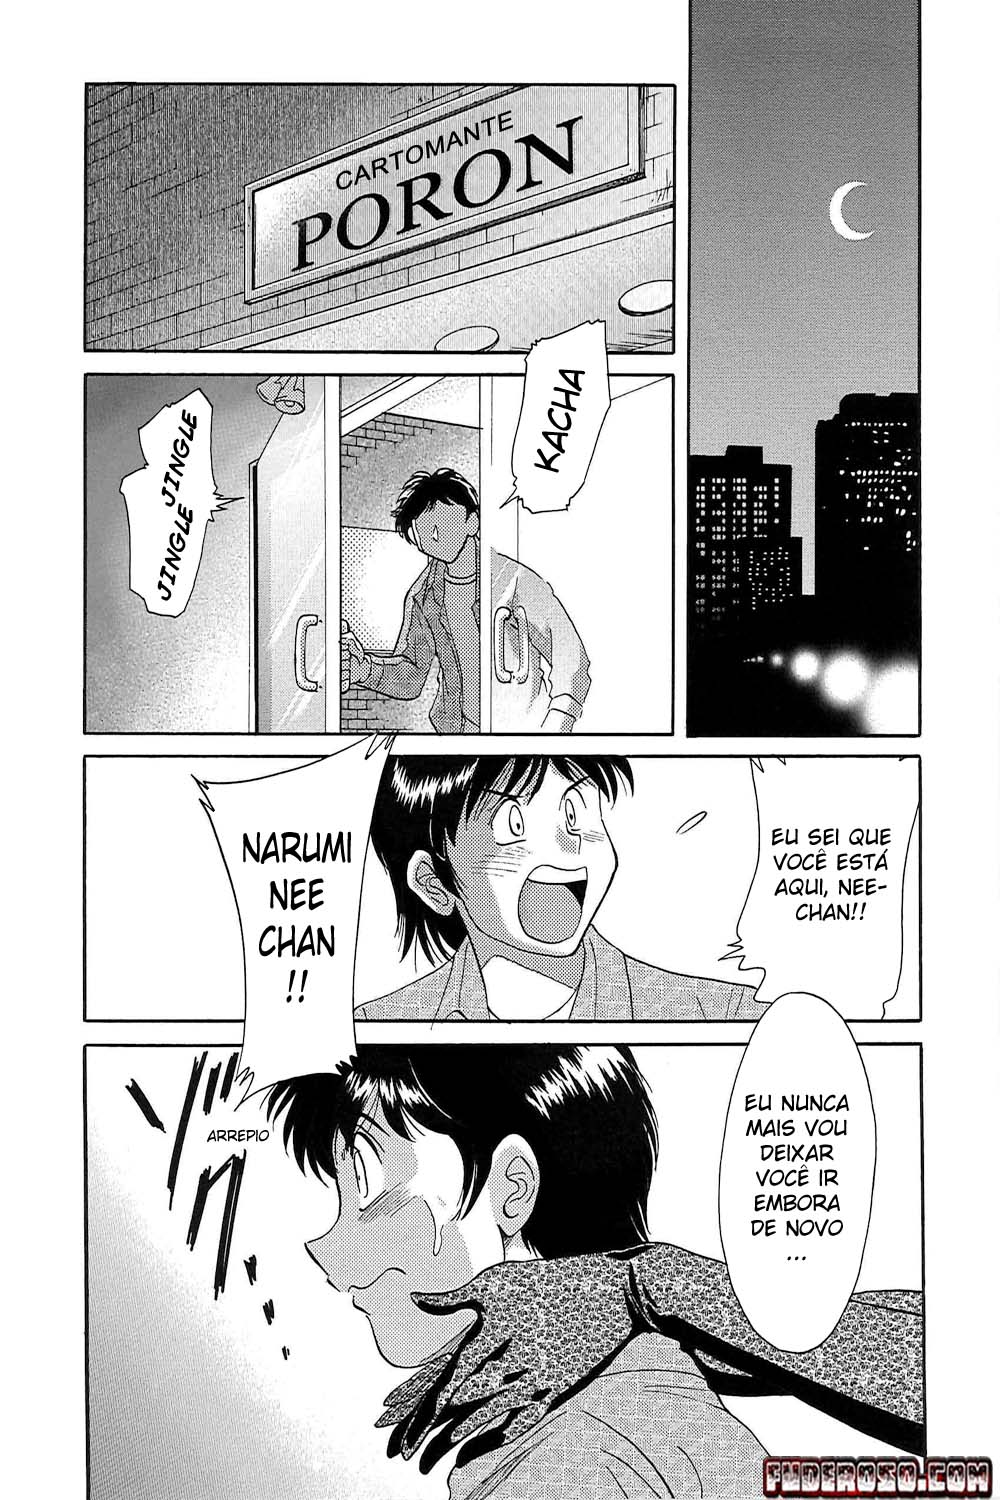 CARTOMANTE
PORON
KACHA
JINGLE
JINGLE
EU SEI QUE
VOCÊ ESTÁ
AQUI, NEE-
CHAN!!
NARUMI
NEE
CHAN
!!
EU NUNCA
MAIS VOU
DEIXAR
VOCÊ IR
EMBORA
DE NOVO
...
ARREPIO
FUDEROSO.COM